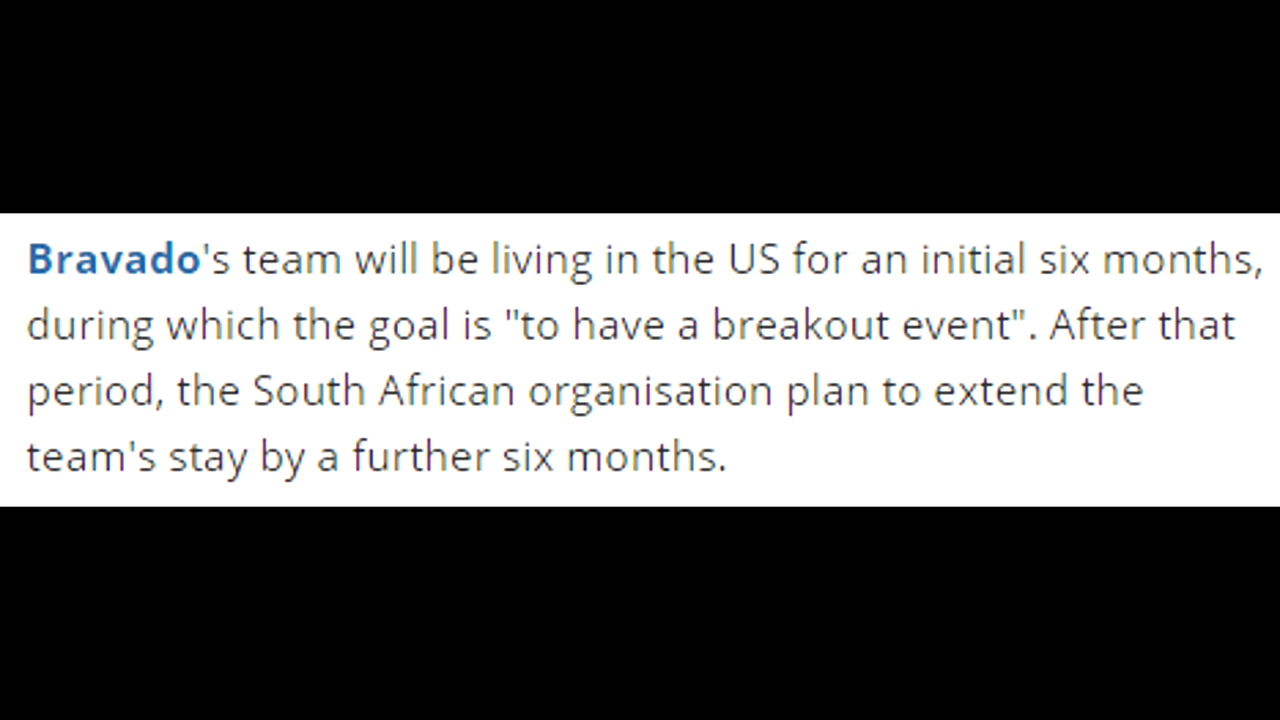 Bravado's team will be living in the US for an initial six months,
during which the goal is "to have a breakout event". After that
period, the South African organisation plan to extend the
team's stay by a further six months.